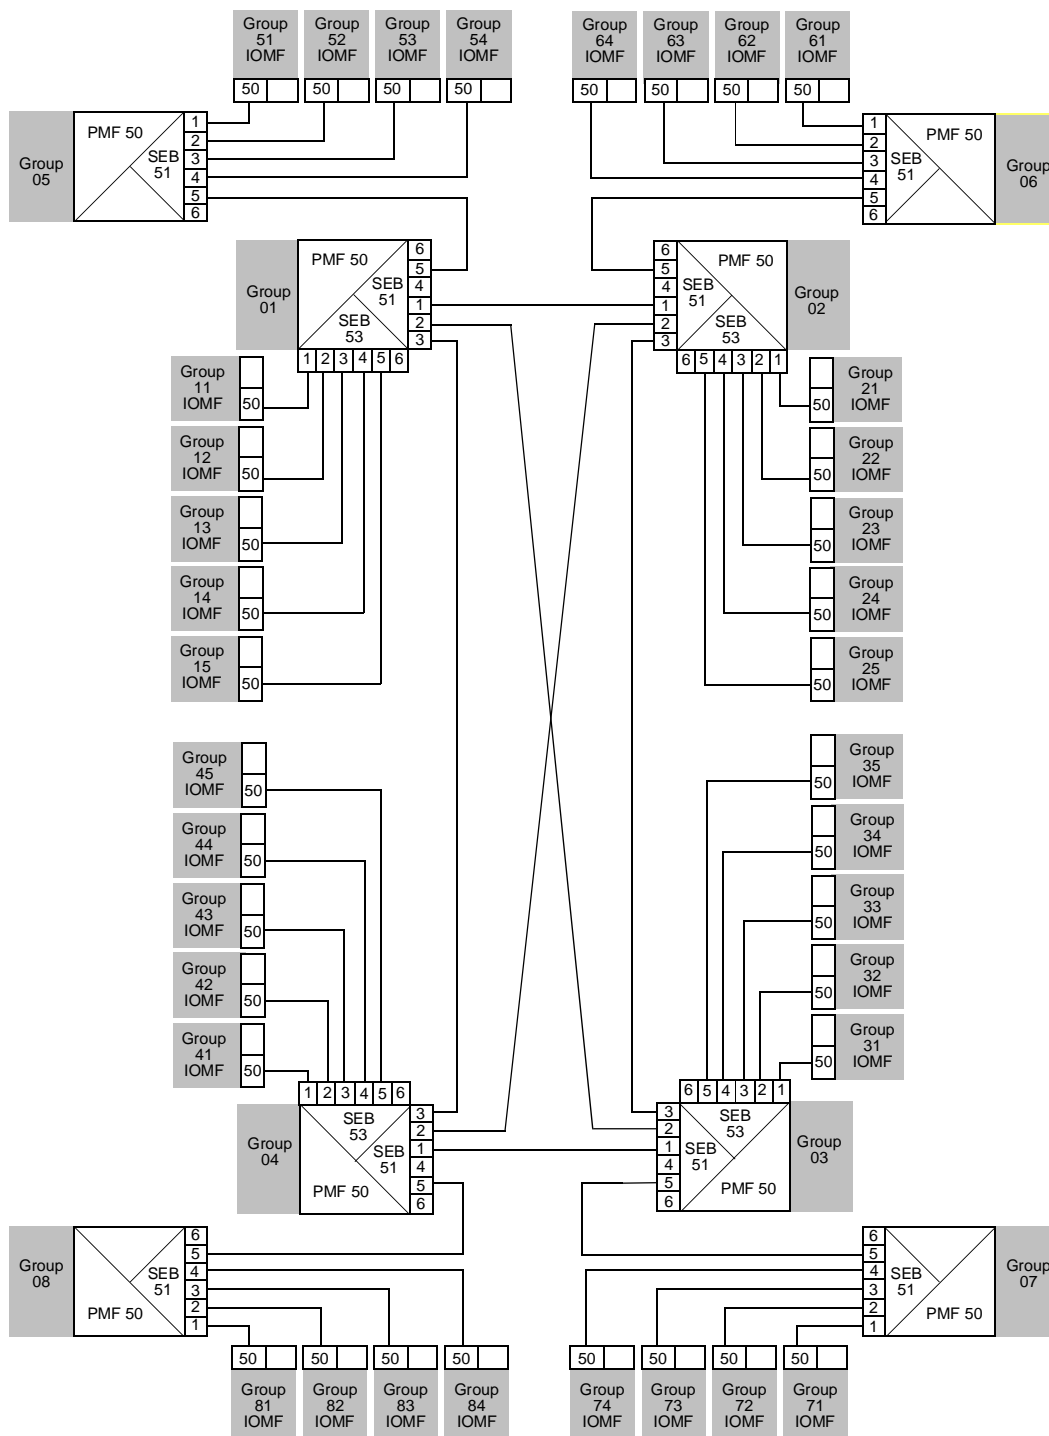 Group
51
IOMF
Group
52
IOMF
Group
53
IOMF
Group
54
IOMF
Group
64
IOMF
Group
63
IOMF
Group
62
IOMF
Group
61
IOMF
50
50
50
50
50
50
50
50
Group
05
PMF 50
SEB
51
1
2
3
4
5
6
1
2
3
4
5
6
PMF 50
SEB
51
Group
06
Group
01
PMF 50
SEB
51
SEB
53
6
5
4
1
2
3
1 2 3 4 5 6
6
5
4
1
2
3
PMF 50
SEB
51
SEB
53
6 5 4 3 2 1
Group
02
Group
11
IOMF
50
Group
12
IOMF
50
Group
13
IOMF
50
Group
14
IOMF
50
Group
15
IOMF
50
50
Group
21
IOMF
50
Group
22
IOMF
50
Group
23
IOMF
50
Group
24
IOMF
50
Group
25
IOMF
Group
45
IOMF
50
Group
44
IOMF
50
Group
43
IOMF
50
Group
42
IOMF
50
Group
41
IOMF
50
50
Group
35
IOMF
50
Group
34
IOMF
50
Group
33
IOMF
50
Group
32
IOMF
50
Group
31
IOMF
Group
04
1 2 3 4 5 6
SEB
53
SEB
51
PMF 50
3
2
1
4
5
6
6 5 4 3 2 1
3
2
1
4
5
6
SEB
53
SEB
51
PMF 50
Group
03
Group
08
SEB
51
PMF 50
6
5
4
3
2
1
6
5
4
3
2
1
SEB
51
PMF 50
Group
07
50
50
50
50
50
50
50
50
Group
81
IOMF
Group
82
IOMF
Group
83
IOMF
Group
84
IOMF
Group
74
IOMF
Group
73
IOMF
Group
72
IOMF
Group
71
IOMF